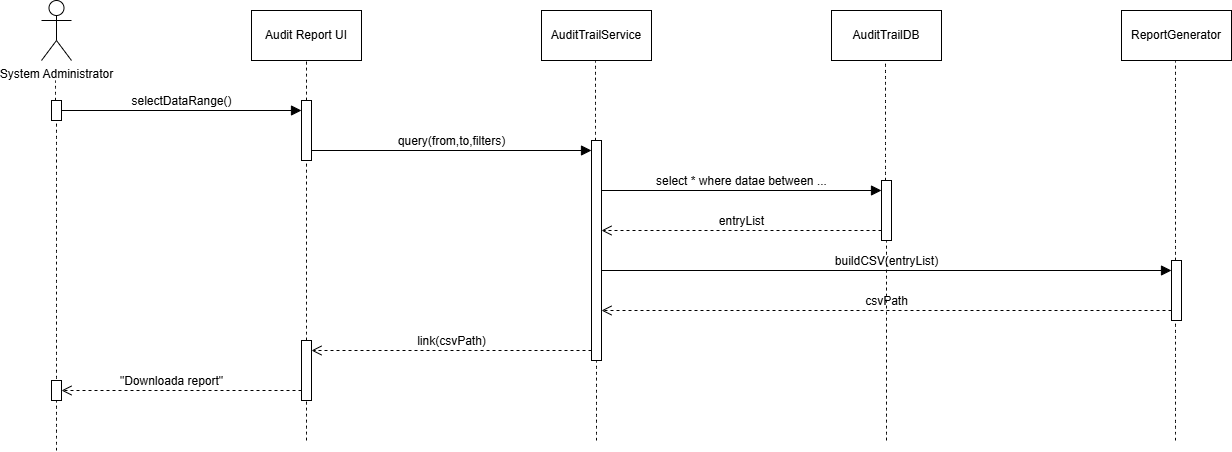 Audit Report UI
AuditTrailService
AuditTrailDB
ReportGenerator
System Administrator
selectDataRange()
query(from,to,filters)
select * where datae between ...
entryList
buildCSV(entryList)
csvPath
link(csvPath)
"Downloada report"